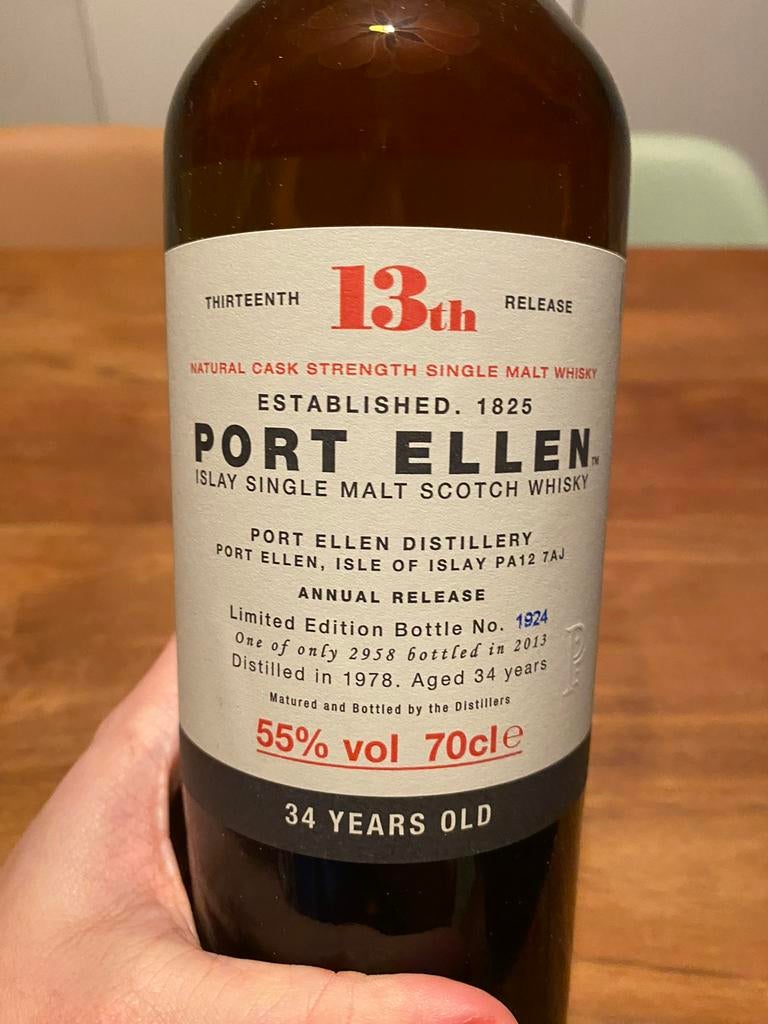 THIRTEENTH 13th RELEASE
NATURAL CASK STRENGTH SINGLE MALT WHISKY
ESTABLISHED. 1825
PORT ELLEN™
ISLAY SINGLE MALT SCOTCH WHISKY
PORT ELLEN DISTILLERY
PORT ELLEN, ISLE OF ISLAY PA12 7AJ
ANNUAL RELEASE
Limited Edition Bottle No. 1924
One of only 2958 bottled in 2013
Distilled in 1978. Aged 34 years
P
Matured and Bottled by the Distillers
55% vol 70cl℮
34 YEARS OLD